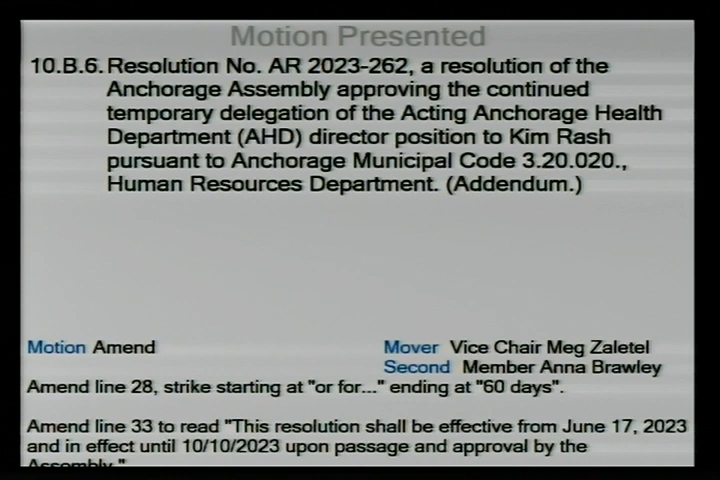 Motion Presented
10.B.6. Resolution No. AR 2023-262, a resolution of the
Anchorage Assembly approving the continued
temporary delegation of the Acting Anchorage Health
Department (AHD) director position to Kim Rash
pursuant to Anchorage Municipal Code 3.20.020.,
Human Resources Department. (Addendum.)
Motion Amend Mover Vice Chair Meg Zaletel
Second Member Anna Brawley
Amend line 28, strike starting at "or for..." ending at "60 days".
Amend line 33 to read "This resolution shall be effective from June 17, 2023
and in effect until 10/10/2023 upon passage and approval by the
Assembly."